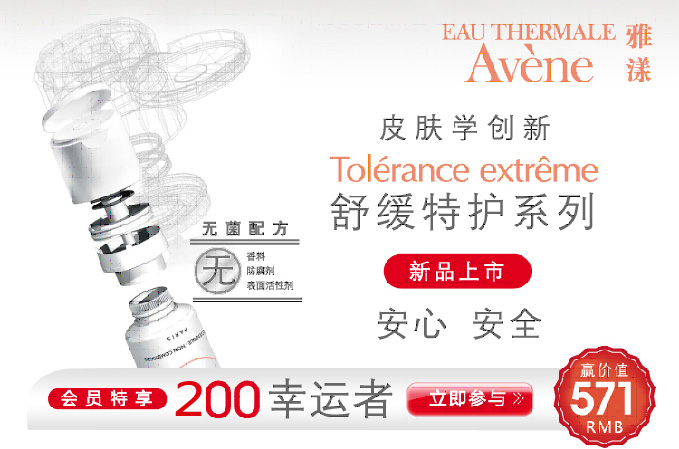 EAU THERMALE
Avène
雅漾
皮肤学创新
Tolérance extrême
舒缓特护系列
无菌配方
无
香料
防腐剂
表面活性剂
新品上市
安心 安全
PARIS
会员特享
200幸运者
立即参与
赢价值
571
RMB